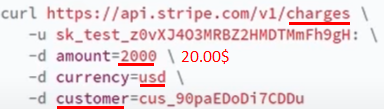 curl https://api.stripe.com/v1/charges \
-u sk_test_z0vXJ4O3MRBZ2HMDTMmFh9gH: \
-d amount=2000 \ 20.00$
-d currency=usd \
-d customer=cus_90paEDoDi7CDDu